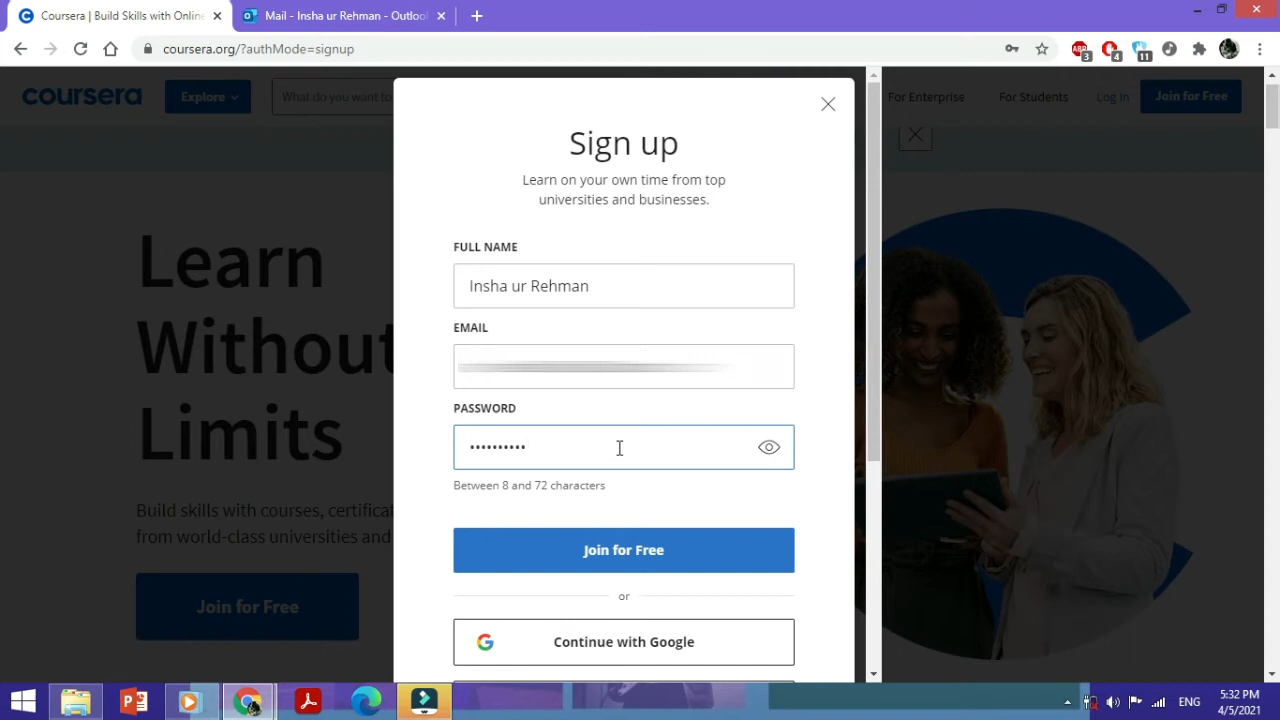 Coursera | Build Skills with Online
Mail - Insha ur Rehman - Outlook
coursera.org/?authMode=signup
3
4
11
coursera
Explore
What do you want to
For Enterprise
For Students
Log In
Join for Free
Sign up
Learn on your own time from top
universities and businesses.
FULL NAME
Insha ur Rehman
EMAIL
PASSWORD
••••••••••
Between 8 and 72 characters
Join for Free
or
Continue with Google
Learn
Without
Limits
Build skills with courses, certifica
from world-class universities and
Join for Free
ENG
5:32 PM
4/5/2021